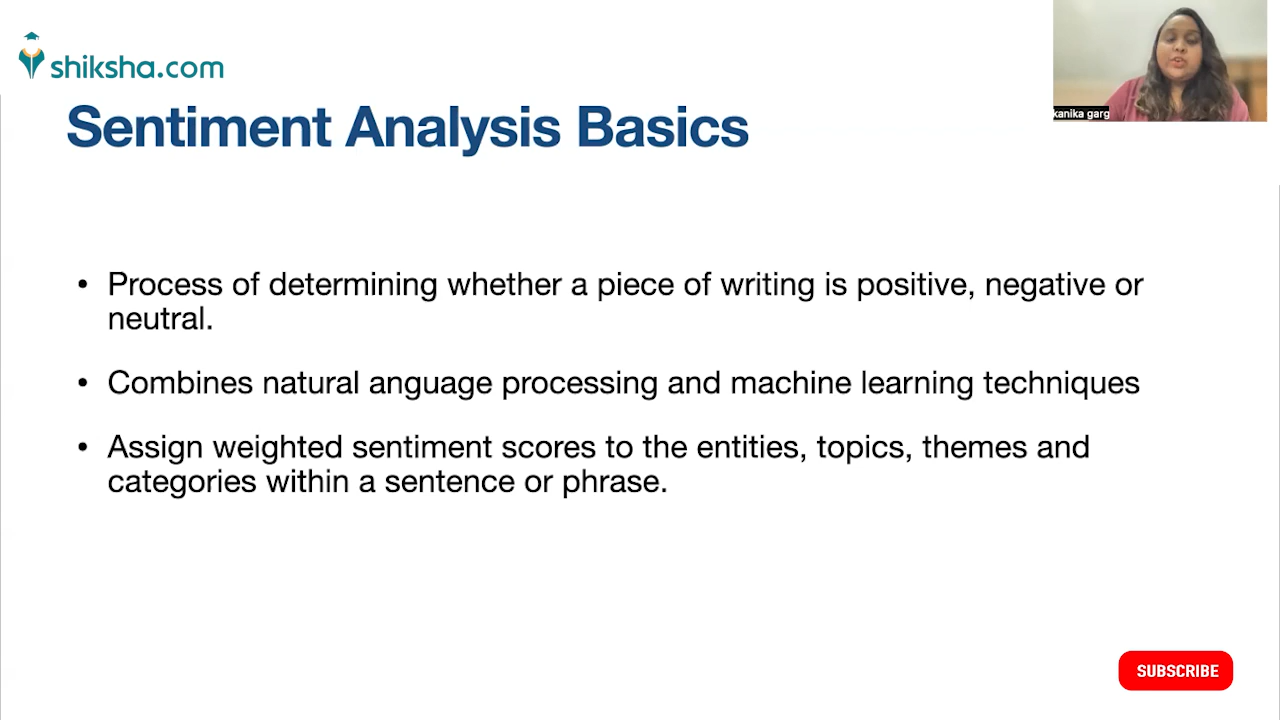 shiksha.com
kanika garg
Sentiment Analysis Basics
• Process of determining whether a piece of writing is positive, negative or
neutral.
• Combines natural anguage processing and machine learning techniques
• Assign weighted sentiment scores to the entities, topics, themes and
categories within a sentence or phrase.
SUBSCRIBE